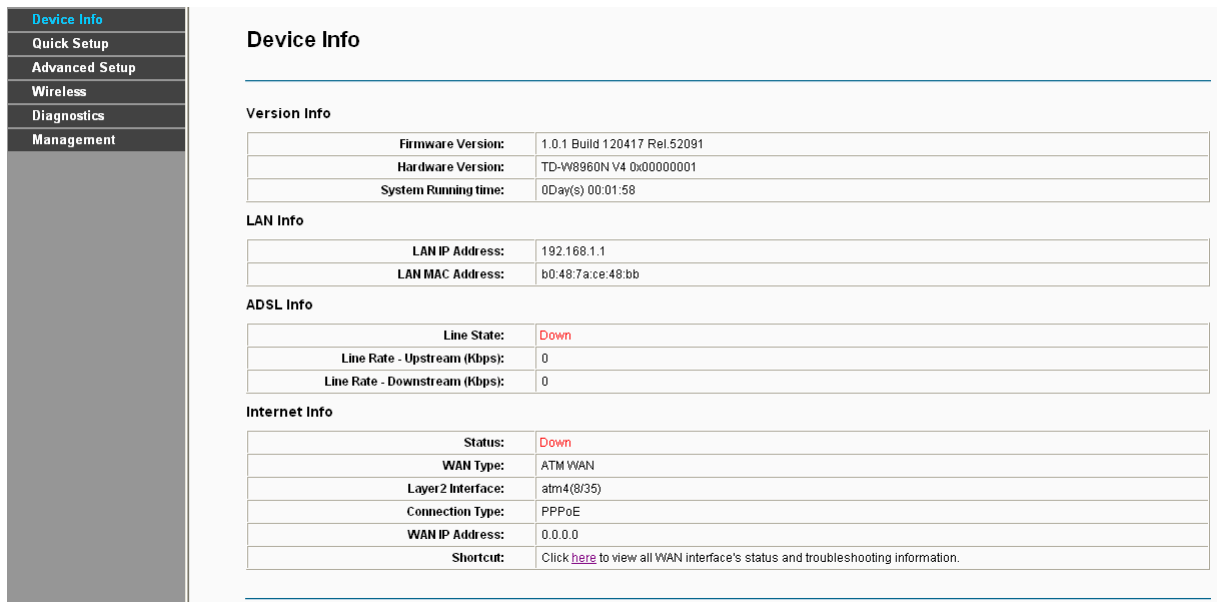 Device Info
Quick Setup
Advanced Setup
Wireless
Diagnostics
Management
Device Info
Version Info
Firmware Version: 1.0.1 Build 120417 Rel.52091
Hardware Version: TD-W8960N V4 0x00000001
System Running time: 0Day(s) 00:01:58
LAN Info
LAN IP Address: 192.168.1.1
LAN MAC Address: b0:48:7a:ce:48:bb
ADSL Info
Line State: Down
Line Rate - Upstream (Kbps): 0
Line Rate - Downstream (Kbps): 0
Internet Info
Status: Down
WAN Type: ATM WAN
Layer2 Interface: atm4(8/35)
Connection Type: PPPoE
WAN IP Address: 0.0.0.0
Shortcut: Click here to view all WAN interface's status and troubleshooting information.